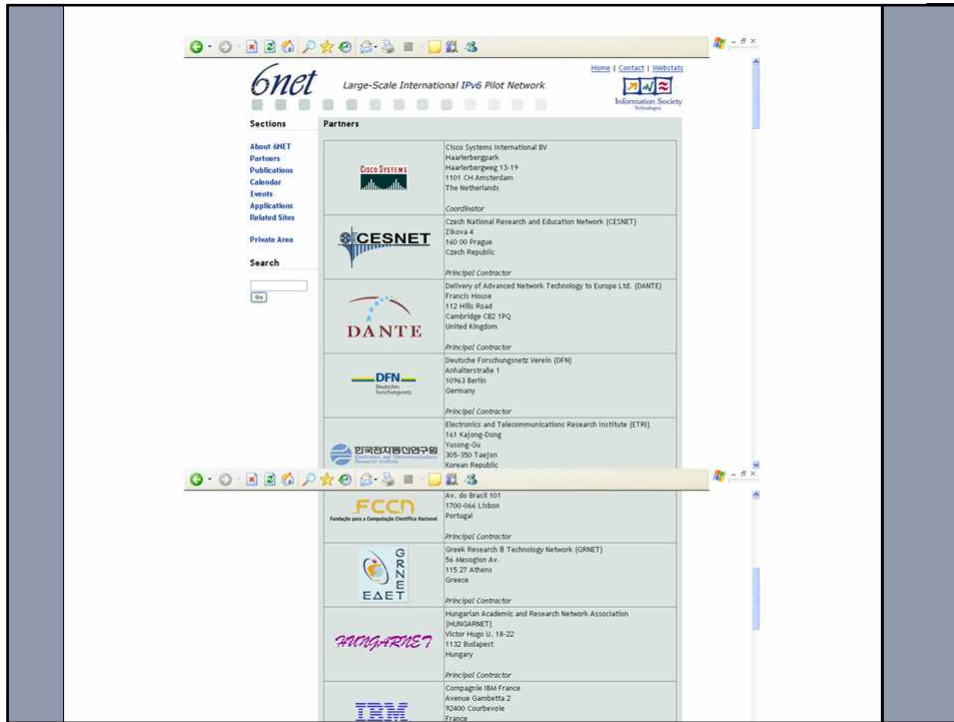 6net
Large-Scale International IPv6 Pilot Network
Home | Contact | Webstats
Information Society
Technologies
Sections
About 6NET
Partners
Publications
Calendar
Events
Applications
Related Sites
Private Area
Search
Go
Partners
CISCO SYSTEMS
Cisco Systems International BV
Haarlerbergpark
Haarlerbergweg 13-19
1101 CH Amsterdam
The Netherlands
Coordinator
CESNET
Czech National Research and Education Network (CESNET)
Zikova 4
160 00 Prague
Czech Republic
Principal Contractor
DANTE
Delivery of Advanced Network Technology to Europe Ltd. (DANTE)
Francis House
112 Hills Road
Cambridge CB2 1PQ
United Kingdom
Principal Contractor
DFN
Deutsches
Forschungsnetz
Deutsche Forschungsnetz Verein (DFN)
Anhalterstraße 1
10963 Berlin
Germany
Principal Contractor
한국전자통신연구원
Electronics and Telecommunications
Research Institute
Electronics and Telecommunications Research Institute (ETRI)
161 Kajong-Dong
Yusong-Gu
305-350 Taejon
Korean Republic
FCCN
Fundação para a Computação Científica Nacional
Av. do Brasil 101
1700-066 Lisbon
Portugal
Principal Contractor
GRNET
ΕΔΕΤ
Greek Research & Technology Network (GRNET)
56 Mesogion Av.
115 27 Athens
Greece
Principal Contractor
HUNGARNET
Hungarian Academic and Research Network Association
(HUNGARNET)
Victor Hugo U. 18-22
1132 Budapest
Hungary
Principal Contractor
IBM
Compagnie IBM France
Avenue Gambetta 2
92400 Courbevoie
France